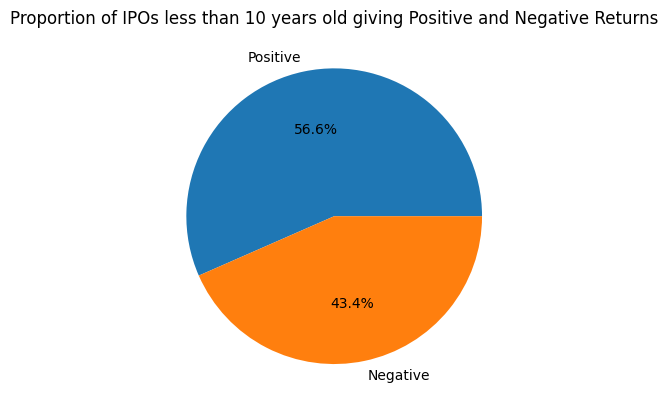 Proportion of IPOs less than 10 years old giving Positive and Negative Returns
Positive
56.6%
43.4%
Negative